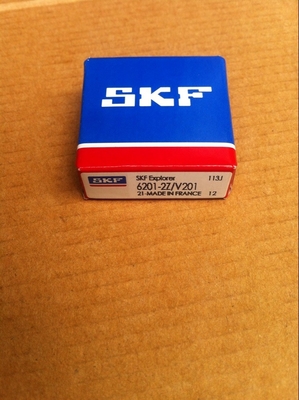 SKF
SKF
SKF Explorer 113J
6201-2Z/V201
21-MADE IN FRANCE 12